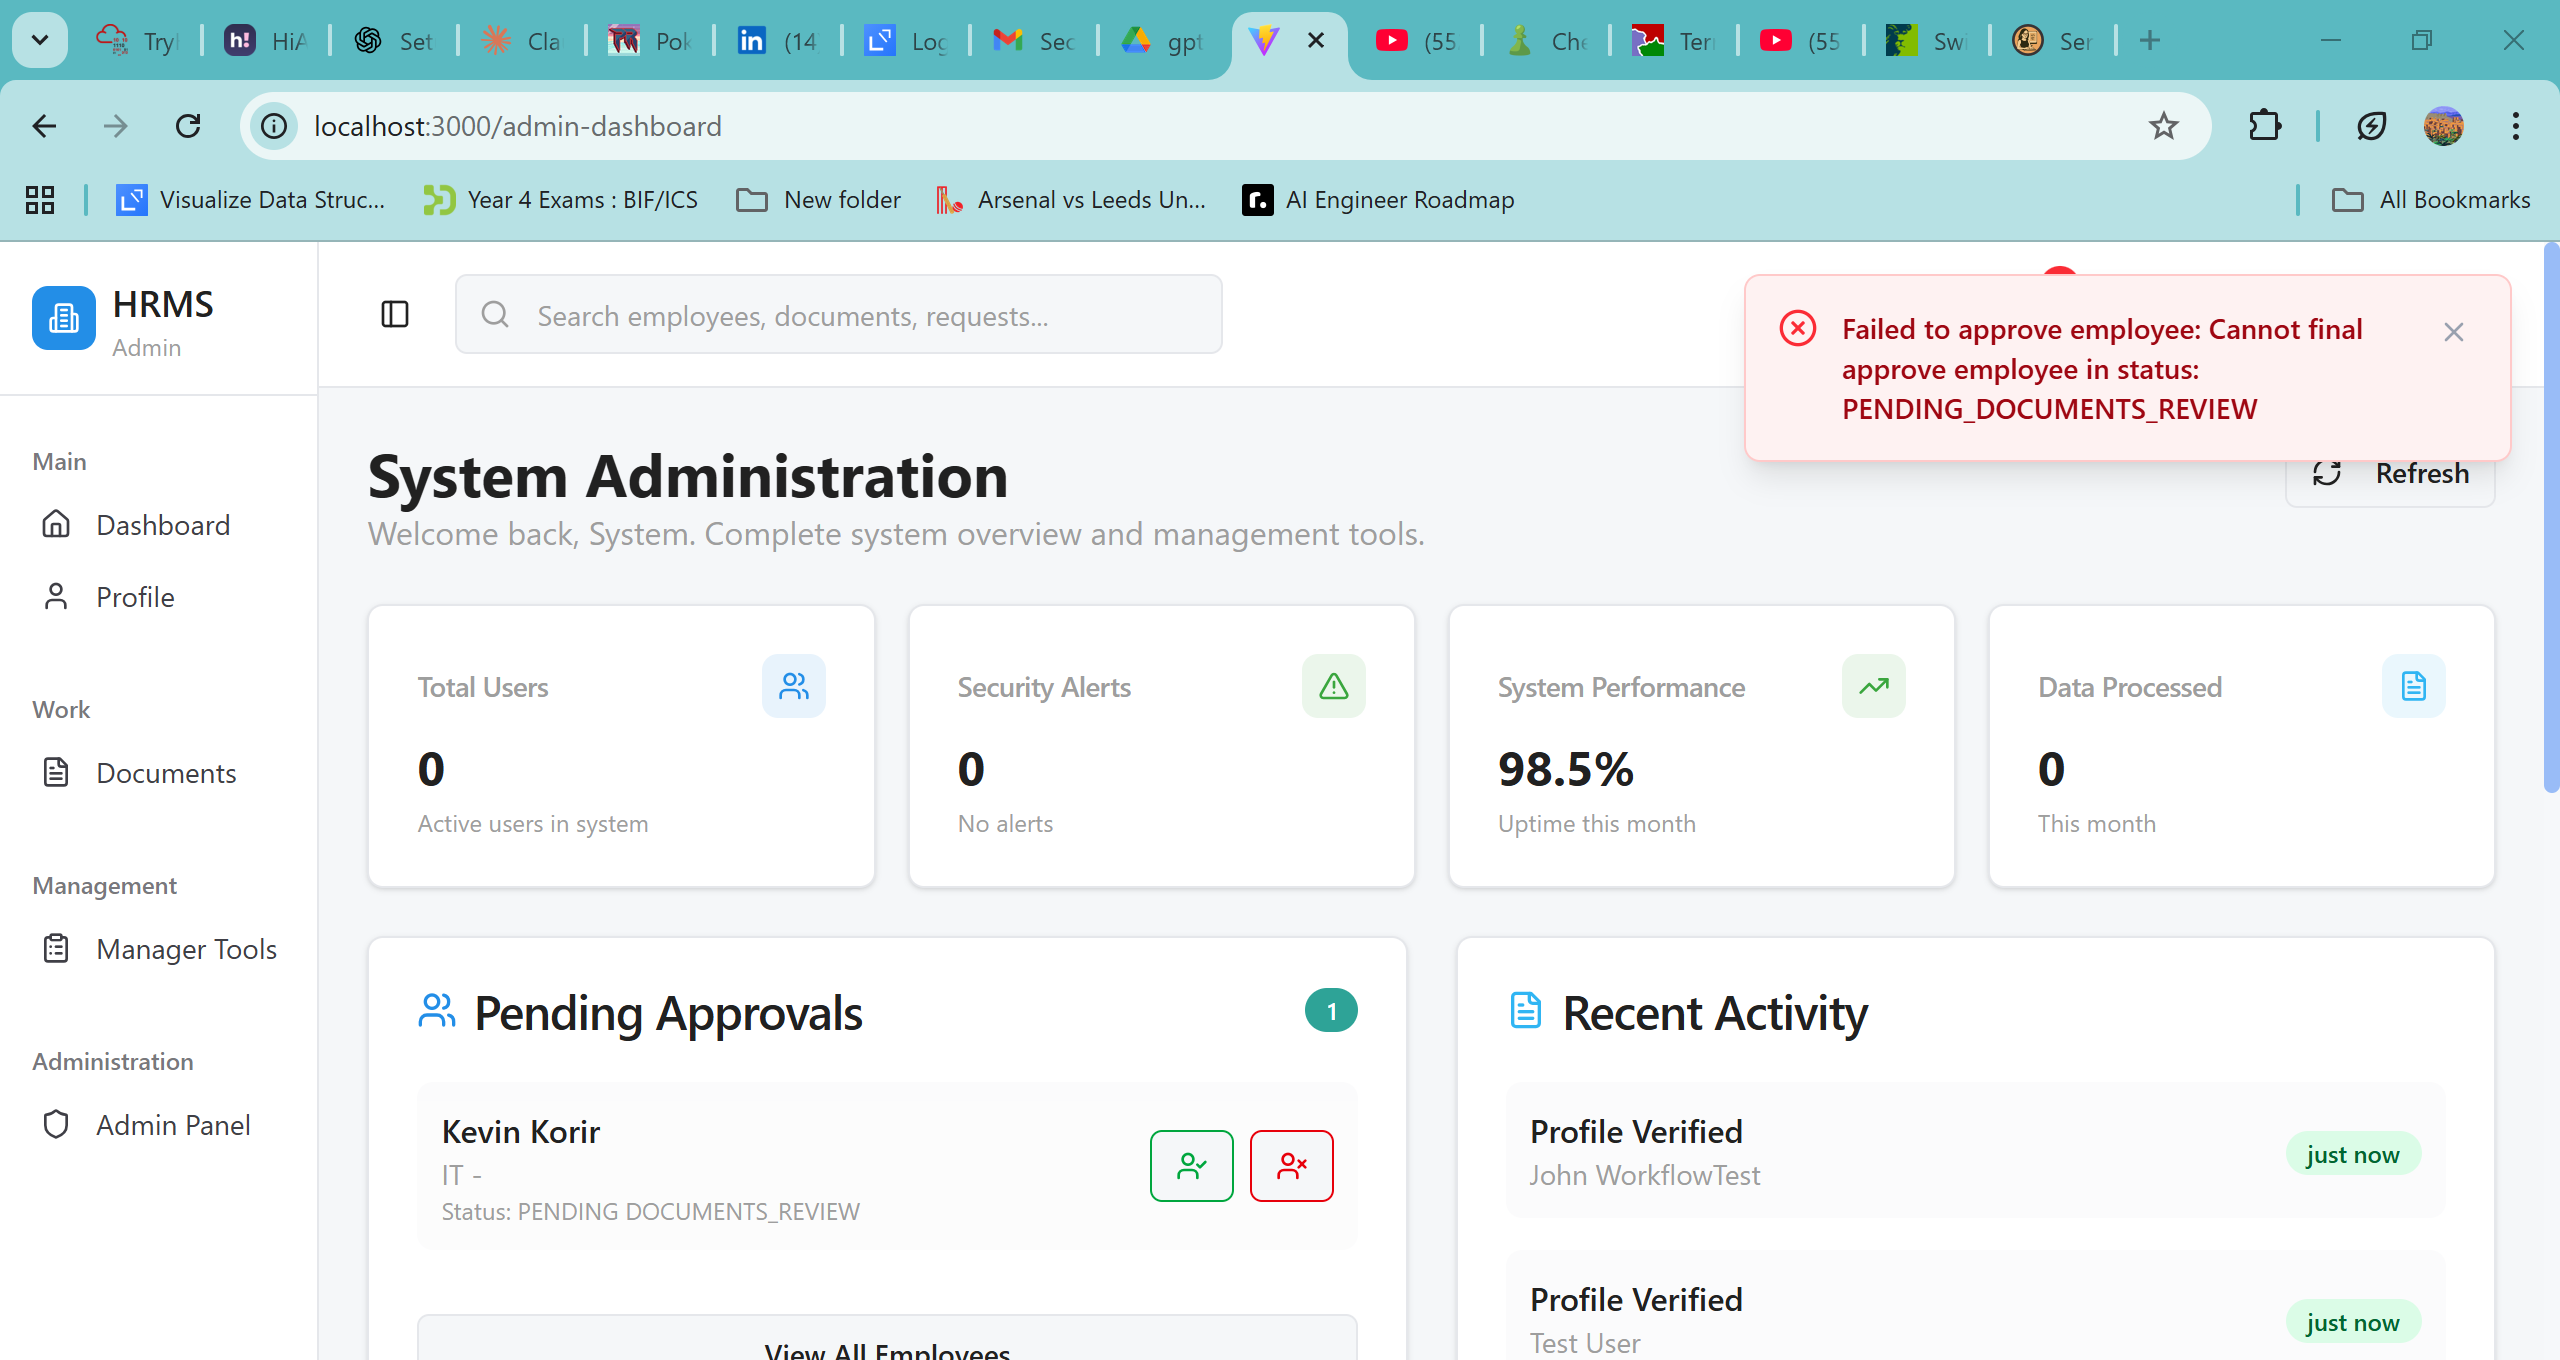 Tryl
HiA
Set
Cla
Pok
in (14
Log
Sec
gpt
(55
Che
Terr
(55
Swi
Ser
localhost:3000/admin-dashboard
Visualize Data Struc...
Year 4 Exams : BIF/ICS
New folder
Arsenal vs Leeds Un...
r. AI Engineer Roadmap
All Bookmarks
HRMS
Admin
Search employees, documents, requests...
Failed to approve employee: Cannot final
approve employee in status:
PENDING_DOCUMENTS_REVIEW
System Administration
Refresh
Welcome back, System. Complete system overview and management tools.
Main
Dashboard
Profile
Work
Documents
Management
Manager Tools
Administration
Admin Panel
Total Users
0
Active users in system
Security Alerts
0
No alerts
System Performance
98.5%
Uptime this month
Data Processed
0
This month
Pending Approvals
1
Kevin Korir
IT -
Status: PENDING DOCUMENTS_REVIEW
View All Employees
Recent Activity
Profile Verified
John WorkflowTest
just now
Profile Verified
Test User
just now